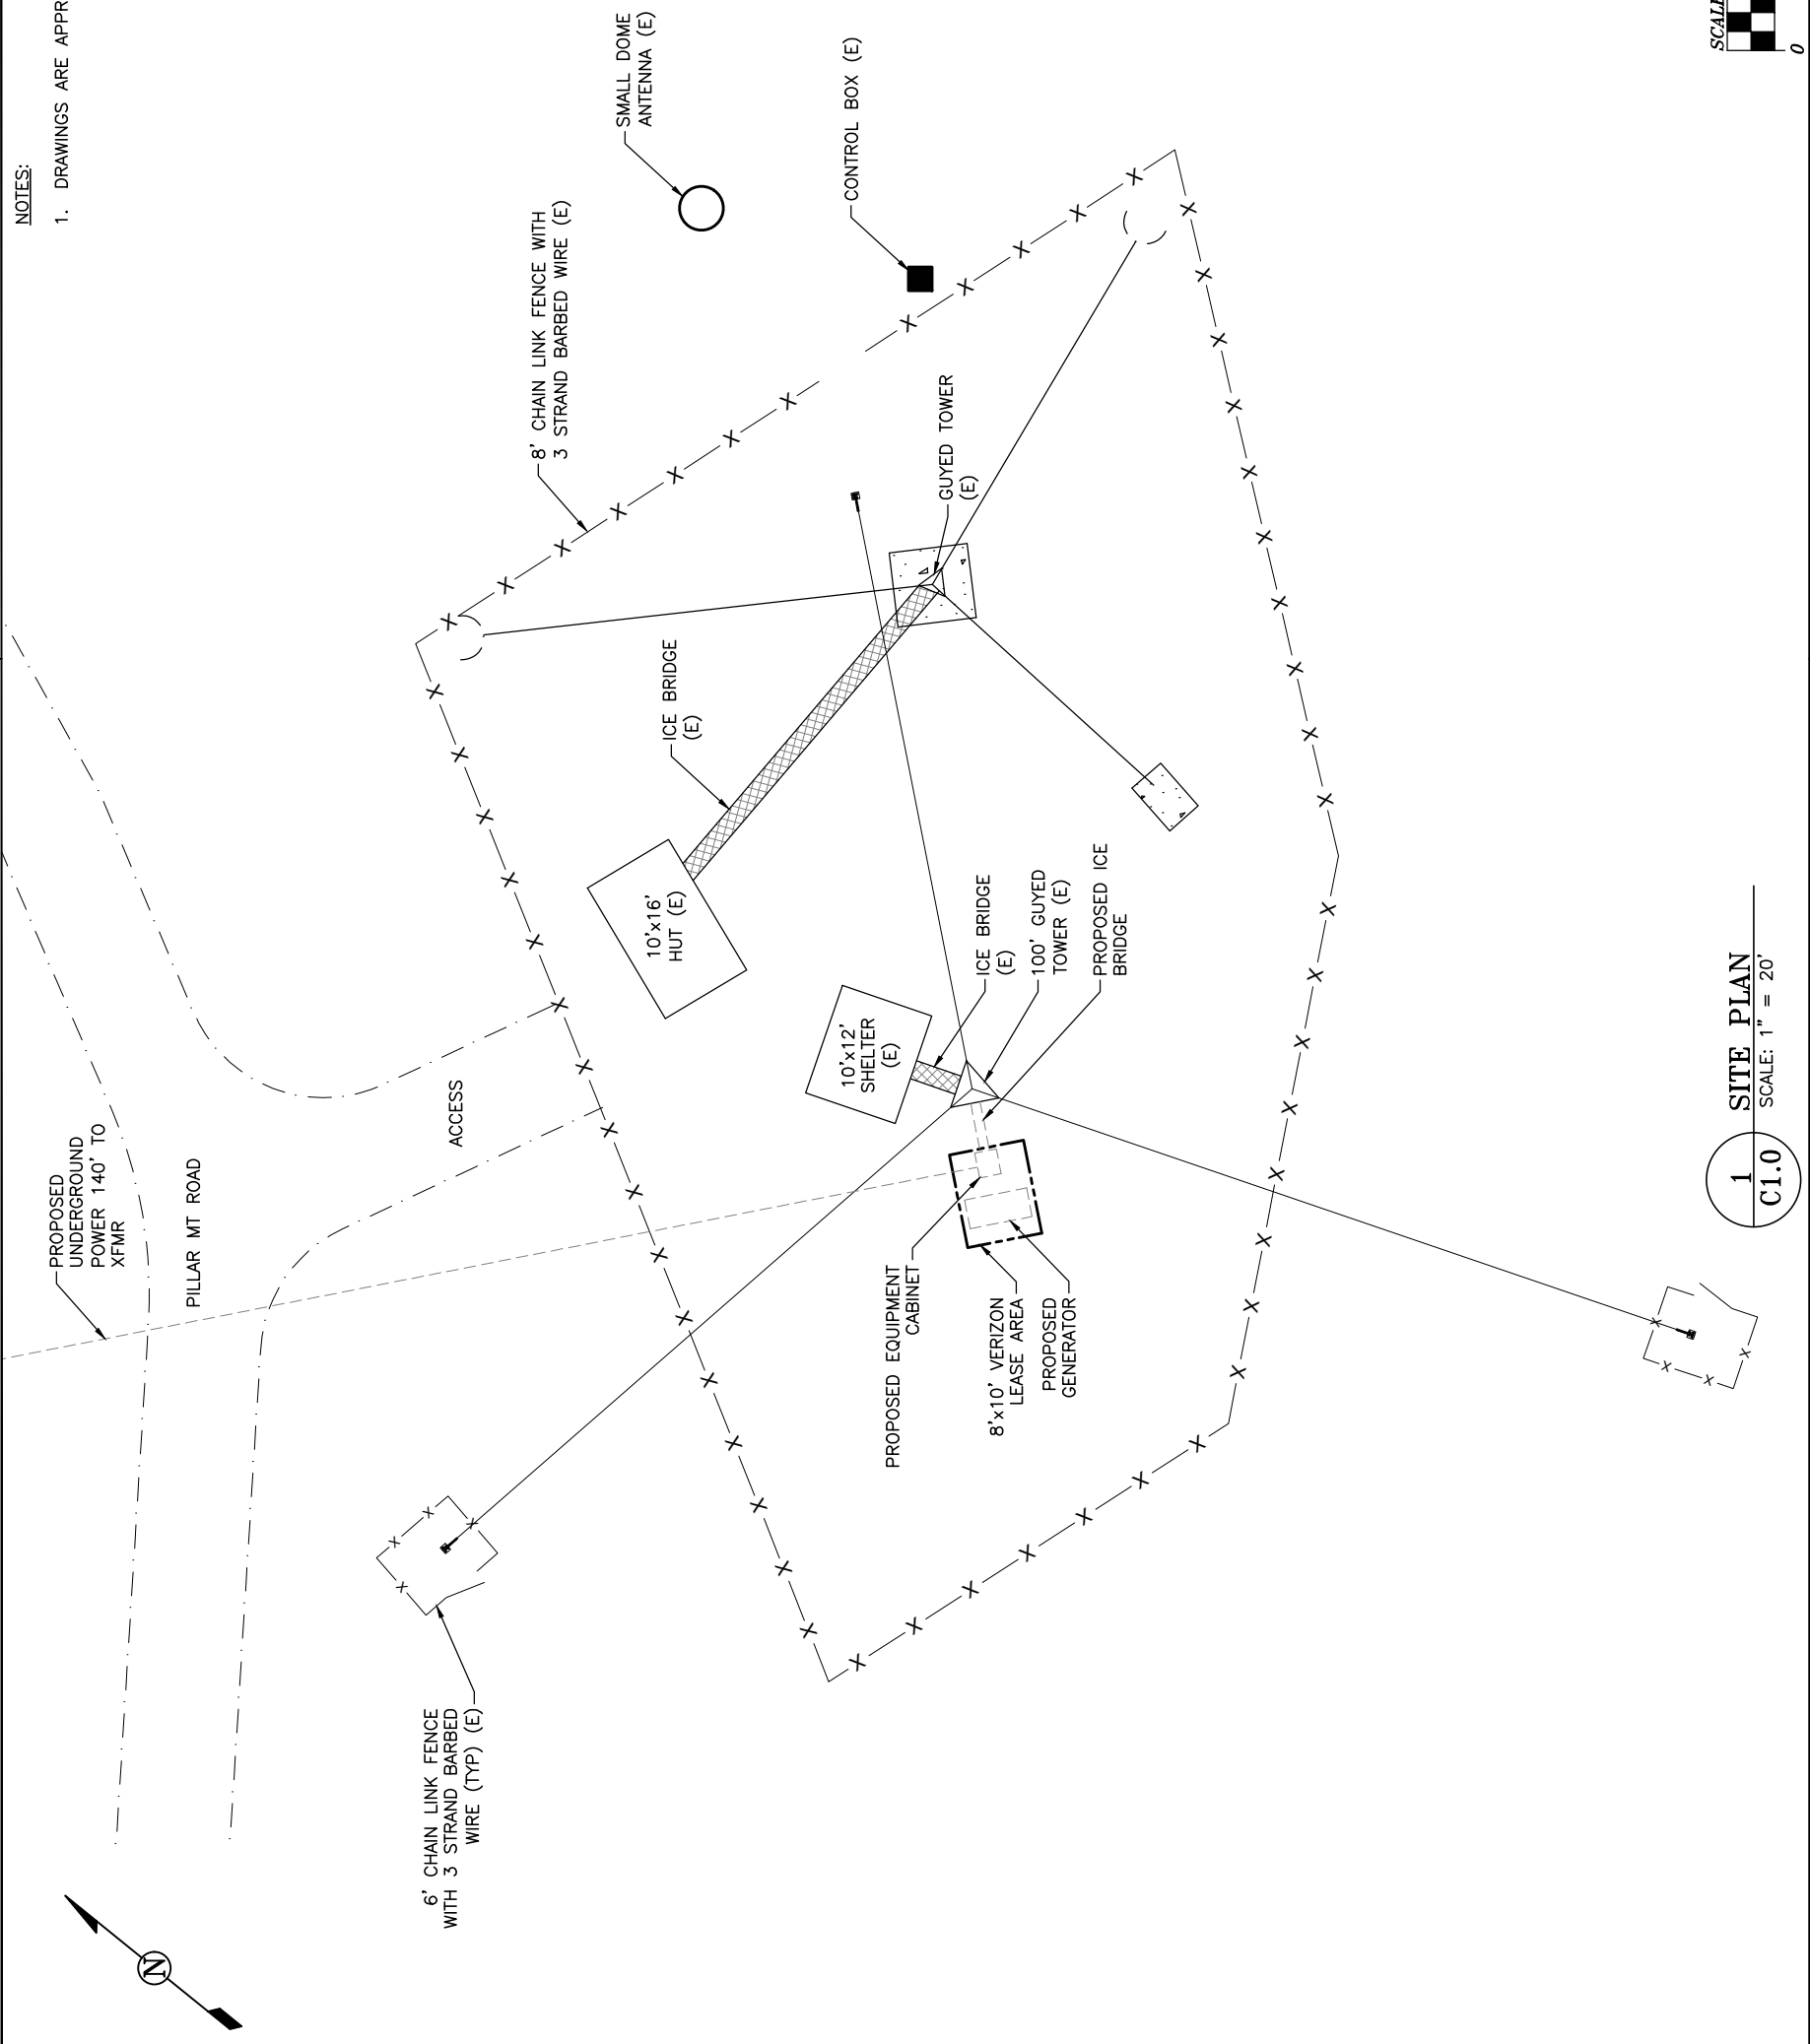 NOTES:
1. DRAWINGS ARE APPR
SMALL DOME
ANTENNA (E)
CONTROL BOX (E)
8' CHAIN LINK FENCE WITH
3 STRAND BARBED WIRE (E)
GUYED TOWER
(E)
ICE BRIDGE
(E)
10'x16'
HUT (E)
10'x12'
SHELTER
(E)
ICE BRIDGE
(E)
100' GUYED
TOWER (E)
PROPOSED ICE
BRIDGE
PROPOSED
UNDERGROUND
POWER 140' TO
XFMR
PILLAR MT ROAD
ACCESS
PROPOSED EQUIPMENT
CABINET
8'x10' VERIZON
LEASE AREA
PROPOSED
GENERATOR
6' CHAIN LINK FENCE
WITH 3 STRAND BARBED
WIRE (TYP) (E)
N
1
C1.0
SITE PLAN
SCALE: 1" = 20'
SCALE
0